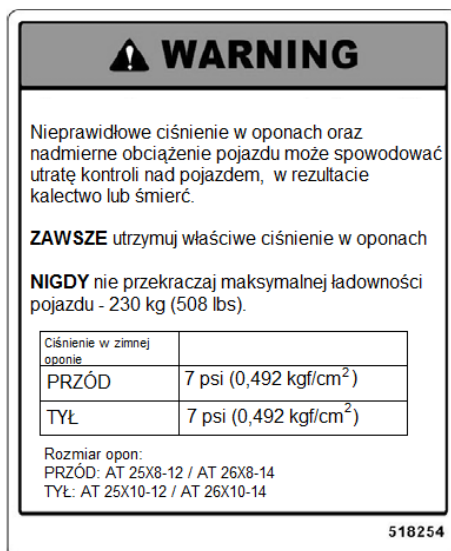 WARNING
Nieprawidłowe ciśnienie w oponach oraz
nadmierne obciążenie pojazdu może spowodować
utratę kontroli nad pojazdem, w rezultacie
kalectwo lub śmierć.
ZAWSZE utrzymuj właściwe ciśnienie w oponach
NIGDY nie przekraczaj maksymalnej ładowności
pojazdu - 230 kg (508 lbs).
Ciśnienie w zimnej
oponie
PRZÓD 7 psi (0,492 kgf/cm²)
TYŁ 7 psi (0,492 kgf/cm²)
Rozmiar opon:
PRZÓD: AT 25X8-12 / AT 26X8-14
TYŁ: AT 25X10-12 / AT 26X10-14
518254